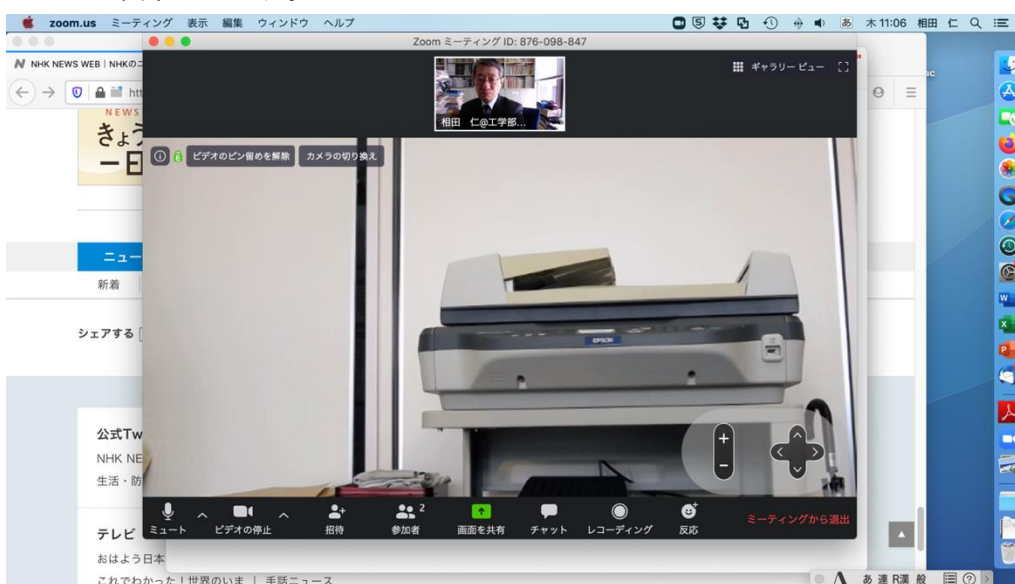 zoom.us ミーティング 表示 編集 ウィンドウ ヘルプ 木11:06 相田 仁
Zoom ミーティング ID: 876-098-847
NHK NEWS WEB | NHKの
ギャラリービュー
相田 仁@工学部...
NEWS
きょう
一日
ビデオのピン留めを解除 カメラの切り換え
ニュー
新着
シェアする
EPSON
公式Tw
NHK NE
生活・防
ミュート ビデオの停止 招待 参加者 2 画面を共有 チャット レコーディング 反応 ミーティングから退出
テレビ
おはよう日本
これでわかった!世界のいま | 手話ニュース
あ 連 R漢 般